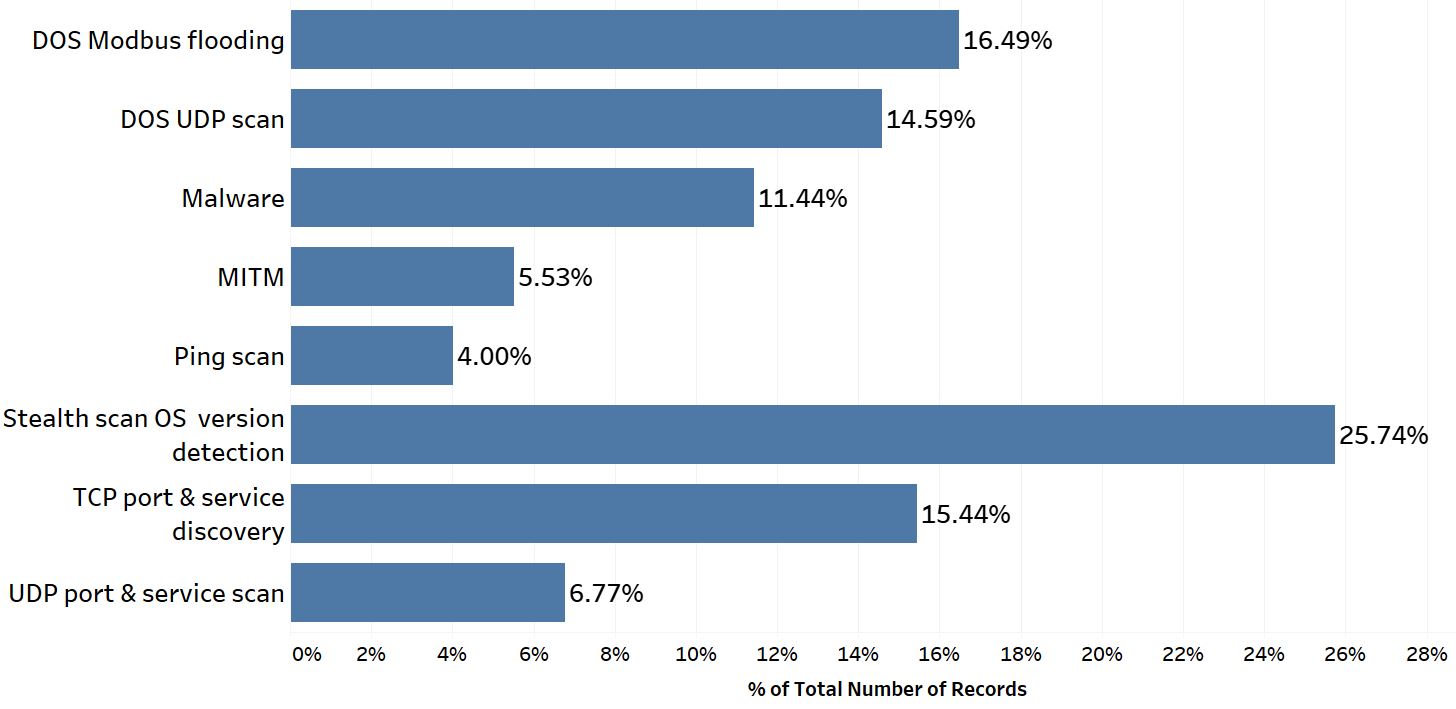 DOS Modbus flooding 16.49%
DOS UDP scan 14.59%
Malware 11.44%
MITM 5.53%
Ping scan 4.00%
Stealth scan OS  version
detection
25.74%
TCP port & service
discovery
15.44%
UDP port & service scan 6.77%
0% 2% 4% 6% 8% 10% 12% 14% 16% 18% 20% 22% 24% 26% 28%
% of Total Number of Records